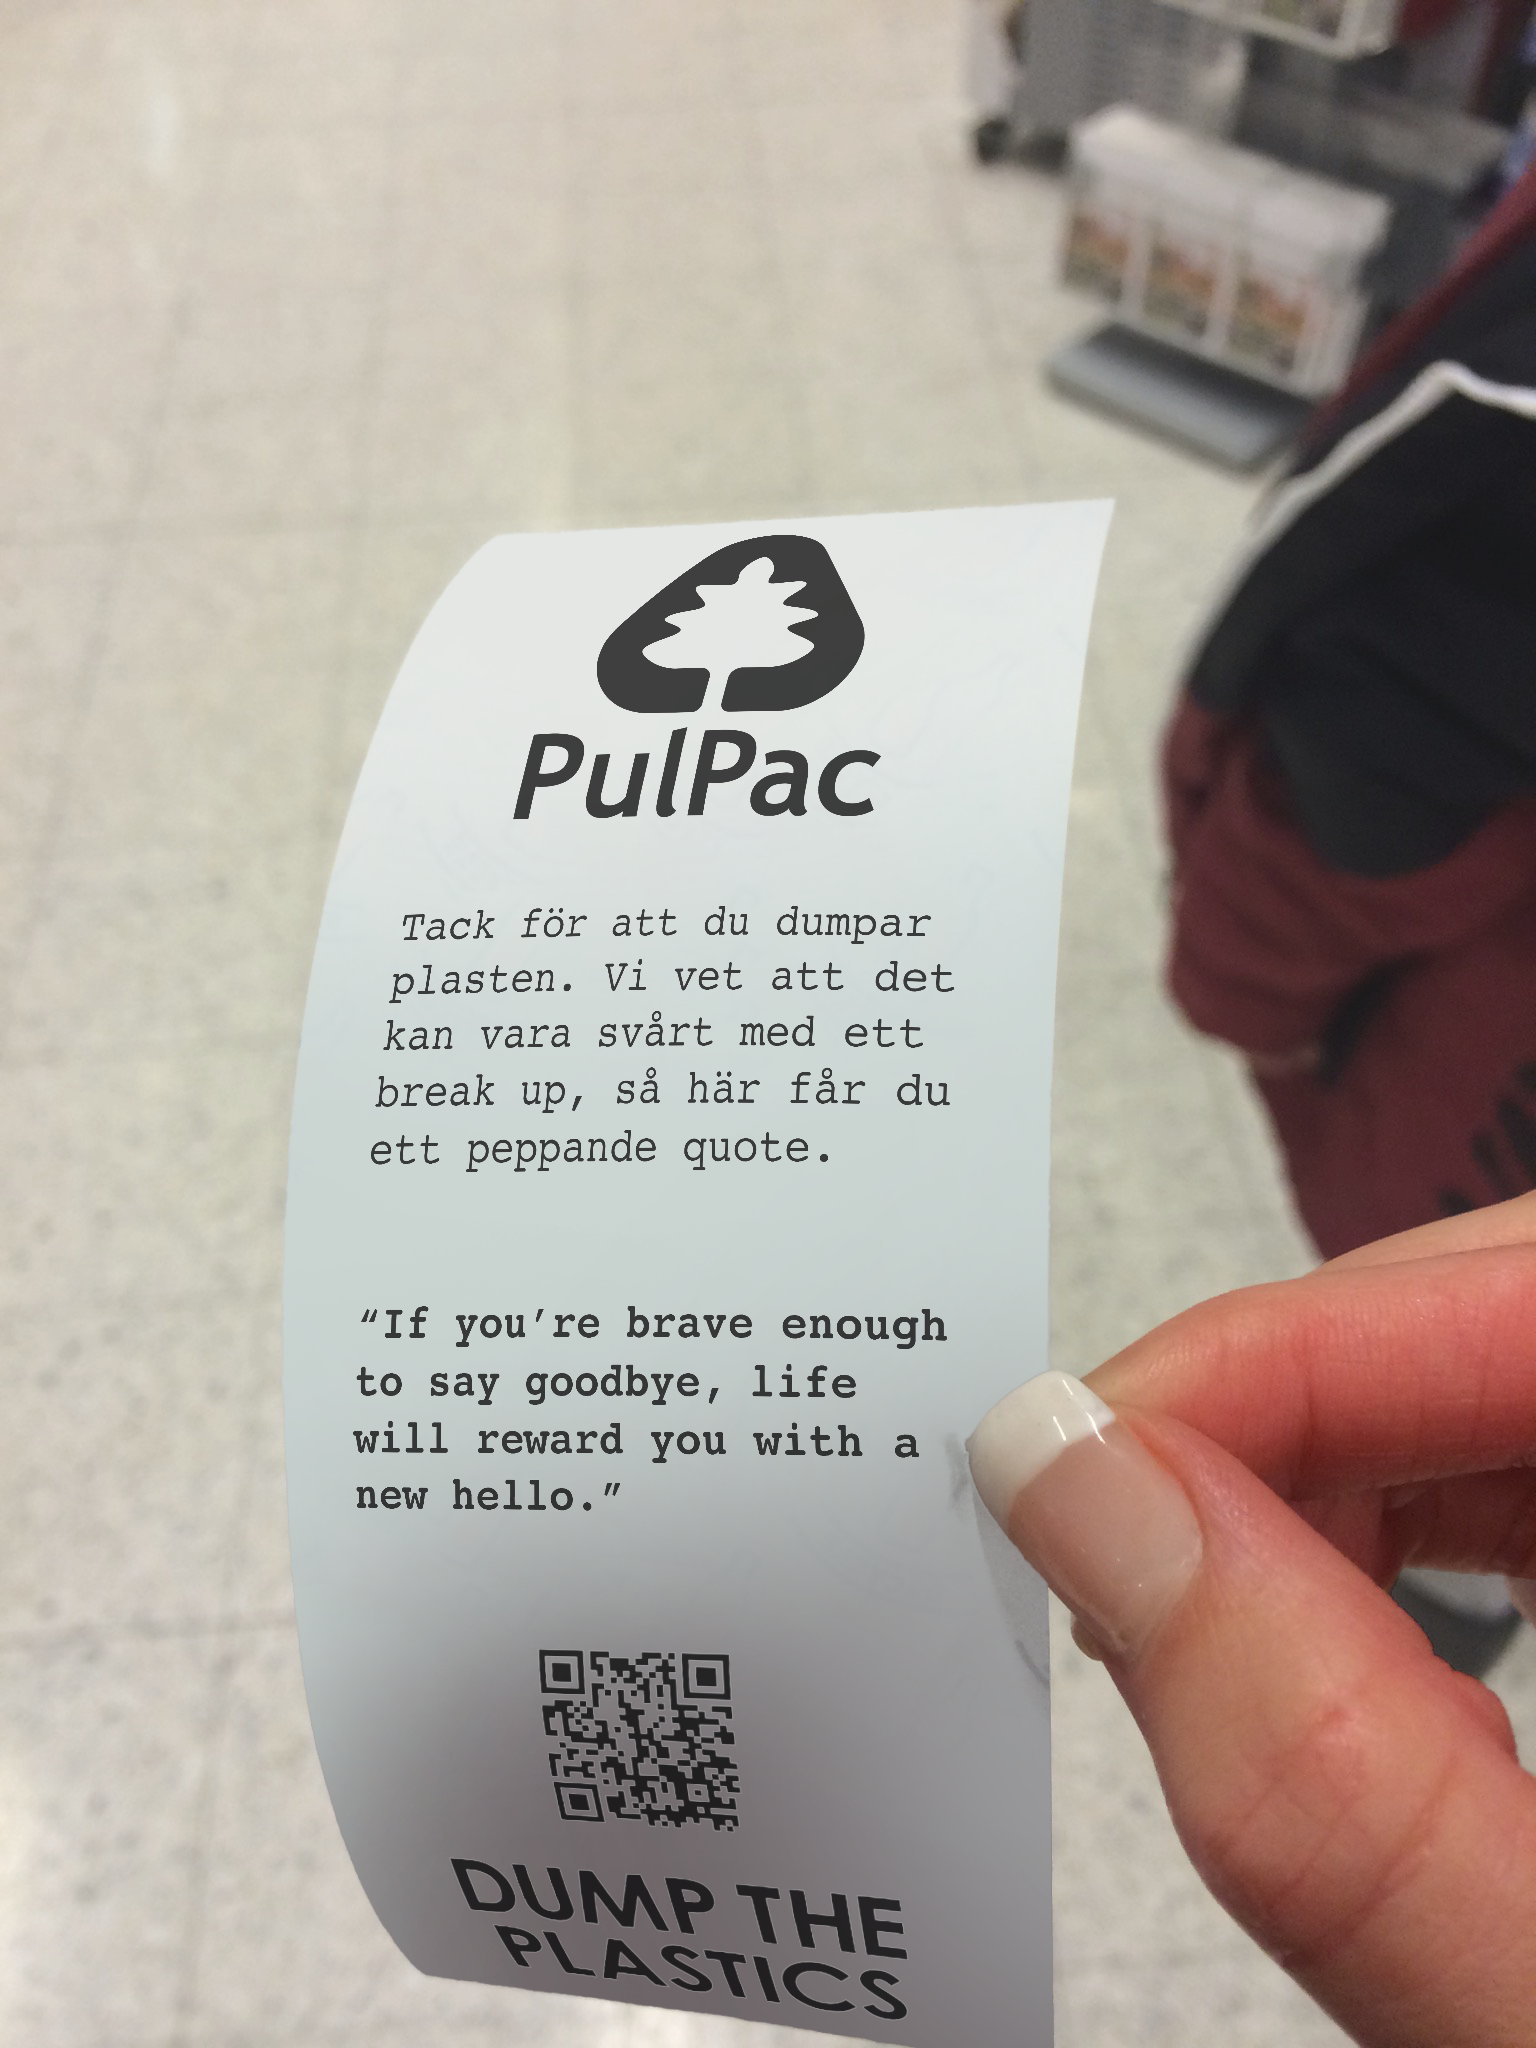 PulPac
Tack för att du dumpar
plasten. Vi vet att det
kan vara svårt med ett
break up, så här får du
ett peppande quote.
“If you’re brave enough
to say goodbye, life
will reward you with a
new hello.”
DUMP THE
PLASTICS